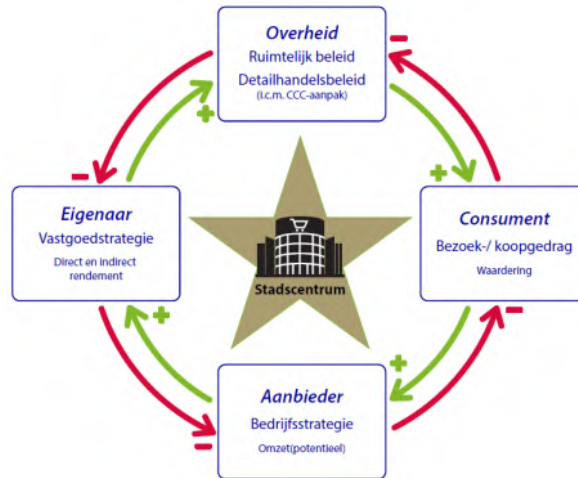 Overheid
Ruimtelijk beleid
Detailhandelsbeleid
(i.c.m. CCC-aanpak)
Eigenaar
Vastgoedstrategie
Direct en indirect
rendement
Stadscentrum
Consument
Bezoek-/ koopgedrag
Waardering
Aanbieder
Bedrijfsstrategie
Omzet(potentieel)